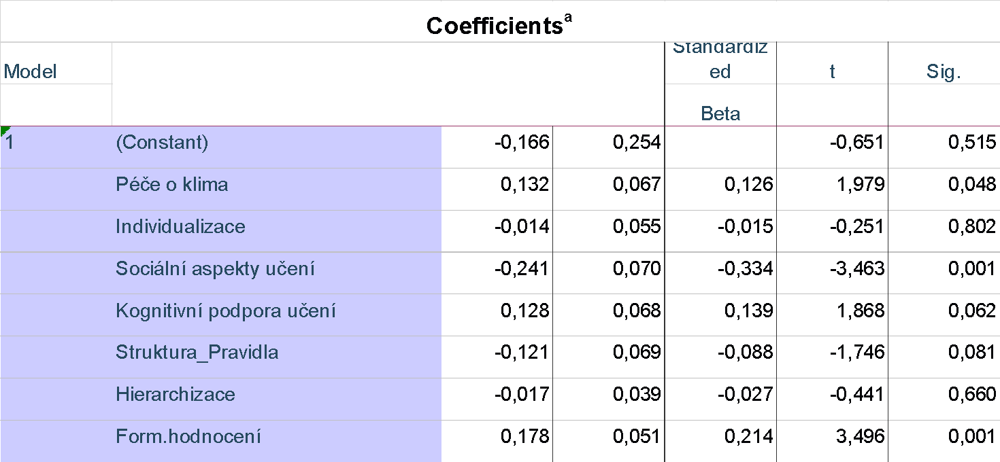 Coefficientsa
Standardiz
Model ed t Sig.
Beta
1 (Constant) -0,166 0,254 -0,651 0,515
Péče o klima 0,132 0,067 0,126 1,979 0,048
Individualizace -0,014 0,055 -0,015 -0,251 0,802
Sociální aspekty učení -0,241 0,070 -0,334 -3,463 0,001
Kognitivní podpora učení 0,128 0,068 0,139 1,868 0,062
Struktura_Pravidla -0,121 0,069 -0,088 -1,746 0,081
Hierarchizace -0,017 0,039 -0,027 -0,441 0,660
Form.hodnocení 0,178 0,051 0,214 3,496 0,001